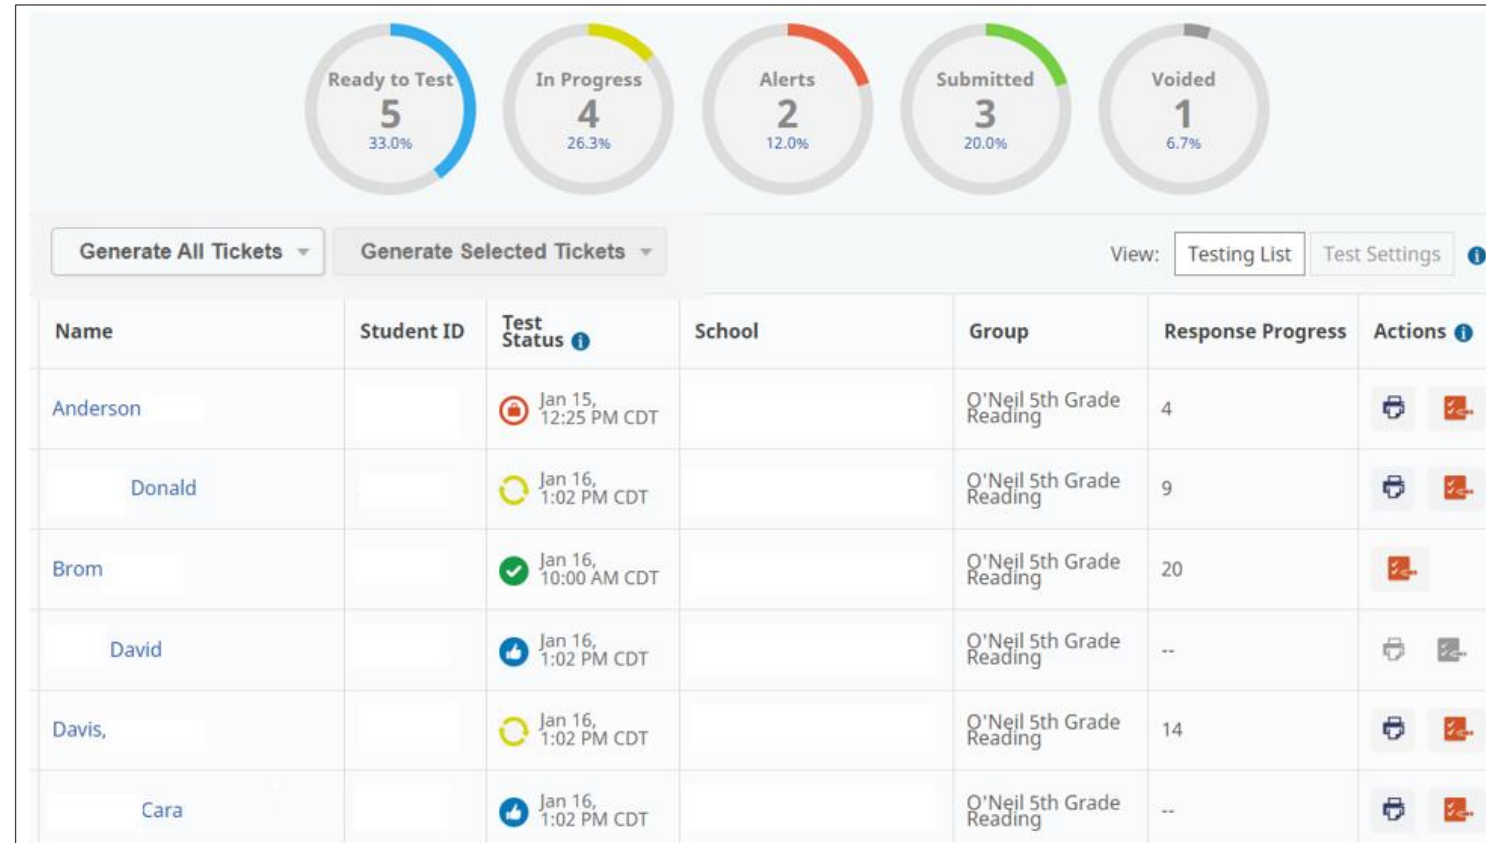 Ready to Test
5
33.0%
In Progress
4
26.3%
Alerts
2
12.0%
Submitted
3
20.0%
Voided
1
6.7%
Generate All Tickets
Generate Selected Tickets
View:
Testing List
Test Settings
Name
Student ID
Test
Status
School
Group
Response Progress
Actions
Anderson
Jan 15,
12:25 PM CDT
O'Neil 5th Grade
Reading
4
Donald
Jan 16,
1:02 PM CDT
O'Neil 5th Grade
Reading
9
Brom
Jan 16,
10:00 AM CDT
O'Neil 5th Grade
Reading
20
David
Jan 16,
1:02 PM CDT
O'Neil 5th Grade
Reading
--
Davis,
Jan 16,
1:02 PM CDT
O'Neil 5th Grade
Reading
14
Cara
Jan 16,
1:02 PM CDT
O'Neil 5th Grade
Reading
--